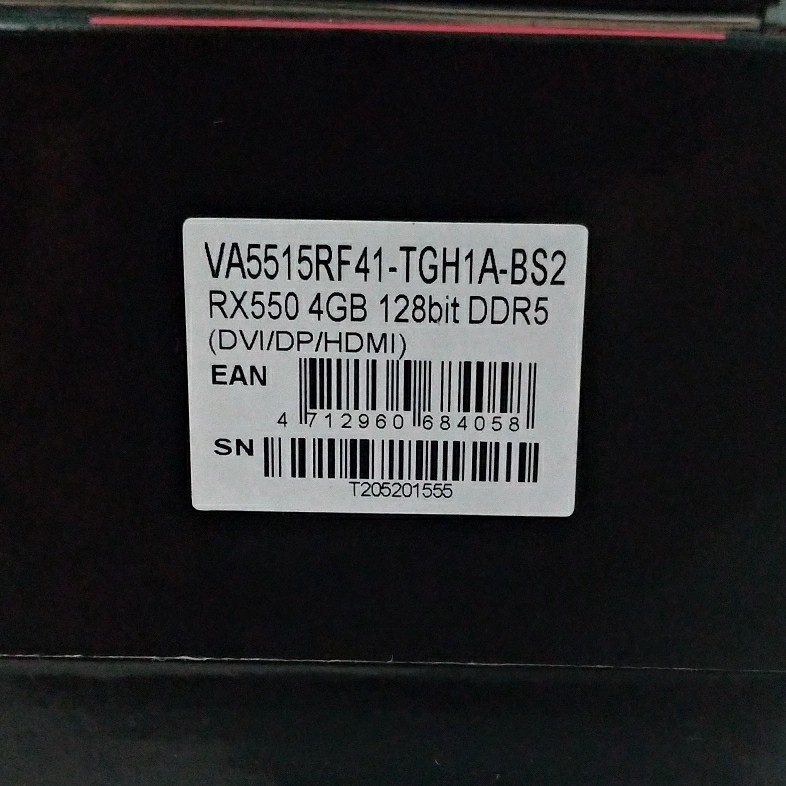 VA5515RF41-TGH1A-BS2
RX550 4GB 128bit DDR5
(DVI/DP/HDMI)
EAN
4 712960 684058
SN
T205201555